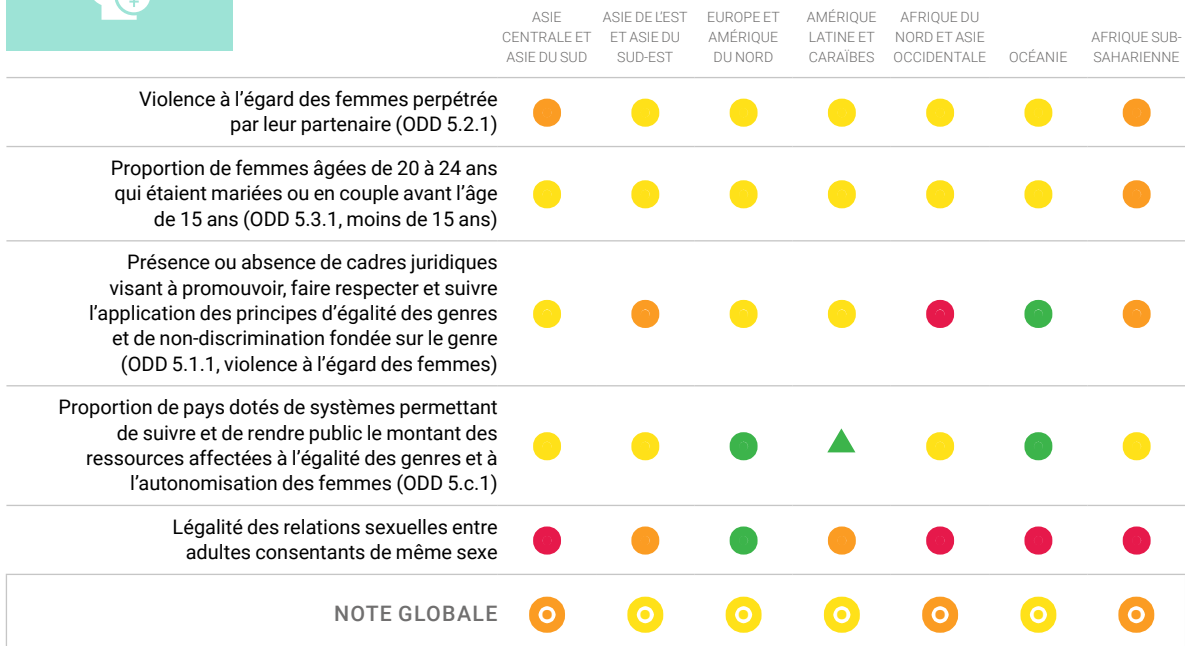 ASIE
CENTRALE ET
ASIE DU SUD
ASIE DE L'EST
ET ASIE DU
SUD-EST
EUROPE ET
AMÉRIQUE
DU NORD
AMÉRIQUE
LATINE ET
CARAÏBES
AFRIQUE DU
NORD ET ASIE
OCCIDENTALE
OCÉANIE
AFRIQUE SUB-
SAHARIENNE
Violence à l’égard des femmes perpétrée
par leur partenaire (ODD 5.2.1)
Proportion de femmes âgées de 20 à 24 ans
qui étaient mariées ou en couple avant l’âge
de 15 ans (ODD 5.3.1, moins de 15 ans)
Présence ou absence de cadres juridiques
visant à promouvoir, faire respecter et suivre
l’application des principes d’égalité des genres
et de non-discrimination fondée sur le genre
(ODD 5.1.1, violence à l’égard des femmes)
Proportion de pays dotés de systèmes permettant
de suivre et de rendre public le montant des
ressources affectées à l’égalité des genres et à
l’autonomisation des femmes (ODD 5.c.1)
Légalité des relations sexuelles entre
adultes consentants de même sexe
NOTE GLOBALE